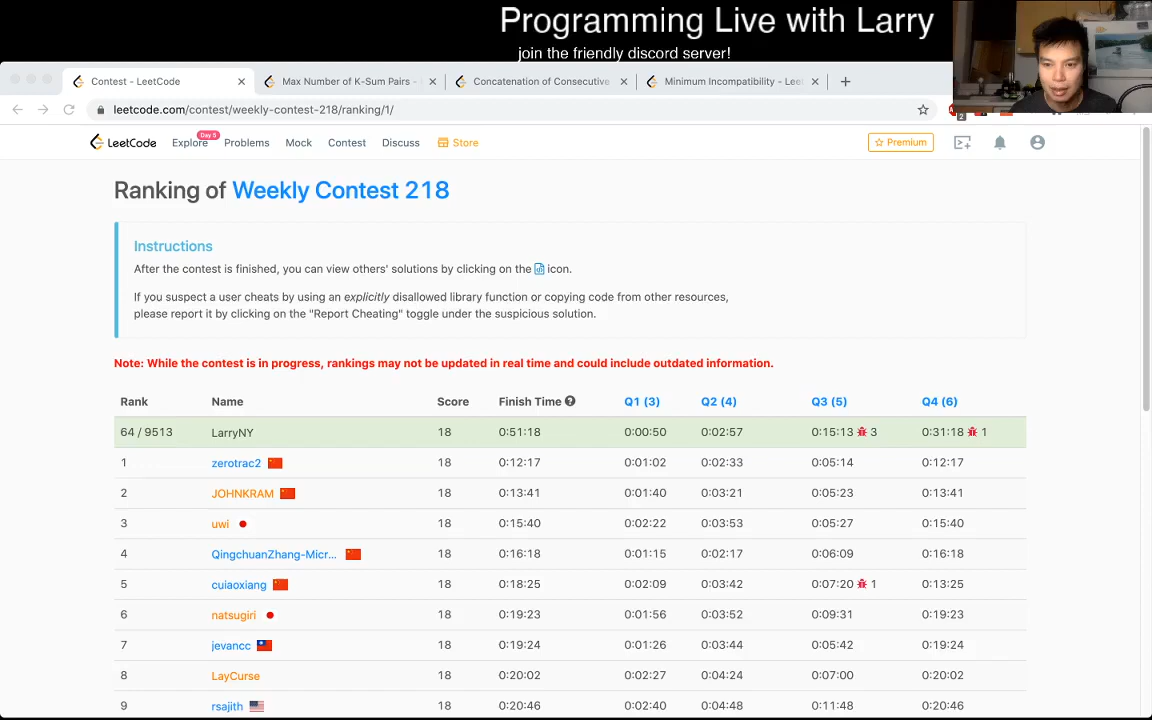 Programming Live with Larry
join the friendly discord server!
Contest - LeetCode
Max Number of K-Sum Pairs -
Concatenation of Consecutive
Minimum Incompatibility - Lee
leetcode.com/contest/weekly-contest-218/ranking/1/
2
LeetCode Explore Day 5 Problems Mock Contest Discuss Store Premium
Ranking of Weekly Contest 218
Instructions
After the contest is finished, you can view others' solutions by clicking on the icon.
If you suspect a user cheats by using an explicitly disallowed library function or copying code from other resources,
please report it by clicking on the "Report Cheating" toggle under the suspicious solution.
Note: While the contest is in progress, rankings may not be updated in real time and could include outdated information.
Rank Name Score Finish Time Q1 (3) Q2 (4) Q3 (5) Q4 (6)
64 / 9513 LarryNY 18 0:51:18 0:00:50 0:02:57 0:15:13 3 0:31:18 1
1 zerotrac2 18 0:12:17 0:01:02 0:02:33 0:05:14 0:12:17
2 JOHNKRAM 18 0:13:41 0:01:40 0:03:21 0:05:23 0:13:41
3 uwi 18 0:15:40 0:02:22 0:03:53 0:05:27 0:15:40
4 QingchuanZhang-Micr... 18 0:16:18 0:01:15 0:02:17 0:06:09 0:16:18
5 cuiaoxiang 18 0:18:25 0:02:09 0:03:42 0:07:20 1 0:13:25
6 natsugiri 18 0:19:23 0:01:56 0:03:52 0:09:31 0:19:23
7 jevancc 18 0:19:24 0:01:26 0:03:44 0:05:42 0:19:24
8 LayCurse 18 0:20:02 0:02:27 0:04:24 0:07:00 0:20:02
9 rsajith 18 0:20:46 0:02:40 0:04:48 0:11:48 0:20:46